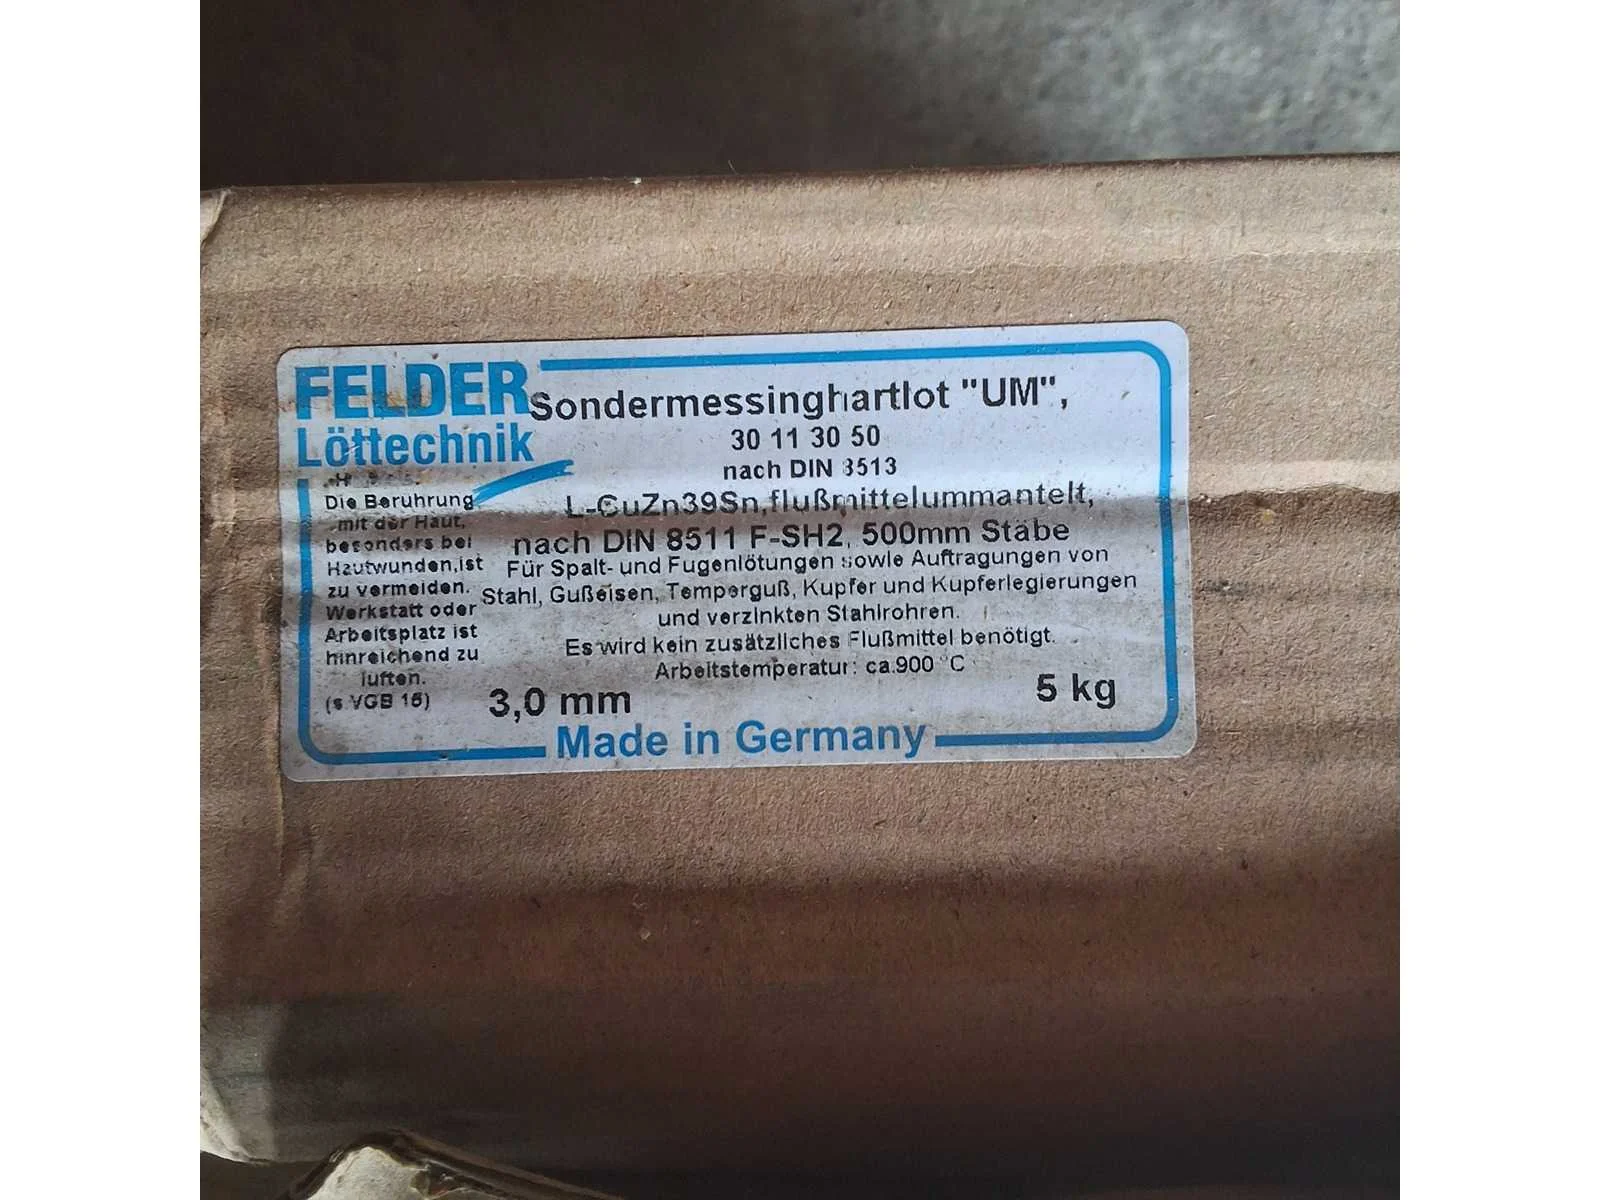 FELDER
Löttechnik
Sondermessinghartlot "UM",
30 11 30 50
nach DIN 8513
L-CuZn39Sn,flußmittelummantelt,
nach DIN 8511 F-SH2, 500mm Stäbe
Für Spalt- und Fugenlötungen sowie Auftragungen von
Stahl, Gußeisen, Temperguß, Kupfer und Kupferlegierungen
und verzinkten Stahlrohren.
Es wird kein zusätzliches Flußmittel benötigt.
Arbeitstemperatur: ca.900 °C
Die Berührung
mit der Haut,
besonders bei
Hautwunden,ist
zu vermeiden.
Werkstatt oder
Arbeitsplatz ist
hinreichend zu
lüften.
(s.VGB 15)
3,0 mm
5 kg
Made in Germany